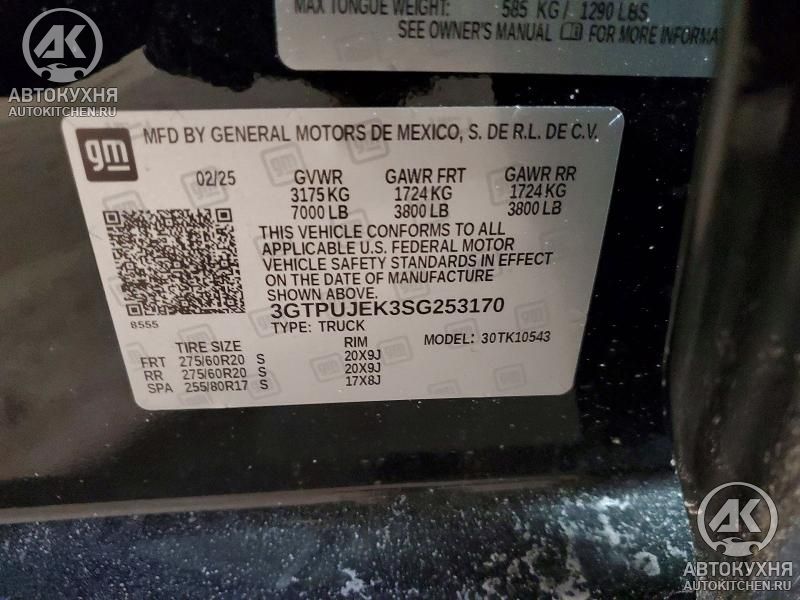 MAX TONGUE WEIGHT: 585 KG / 1290 LBS
SEE OWNER'S MANUAL FOR MORE
АК
АВТОКУХНЯ
AUTOKITCHEN.RU
gm
MFD BY GENERAL MOTORS DE MEXICO, S. DE R.L. DE C.V.
02/25 GVWR GAWR FRT GAWR RR
3175 KG 1724 KG 1724 KG
7000 LB 3800 LB 3800 LB
THIS VEHICLE CONFORMS TO ALL
APPLICABLE U.S. FEDERAL MOTOR
VEHICLE SAFETY STANDARDS IN EFFECT
ON THE DATE OF MANUFACTURE
SHOWN ABOVE.
8555
3GTPUJEK3SG253170
TYPE: TRUCK MODEL: 30TK10543
TIRE SIZE RIM
FRT 275/60R20 S 20X9J
RR 275/60R20 S 20X9J
SPA 255/80R17 S 17X8J
АК
АВТОКУХНЯ
AUTOKITCHEN.RU